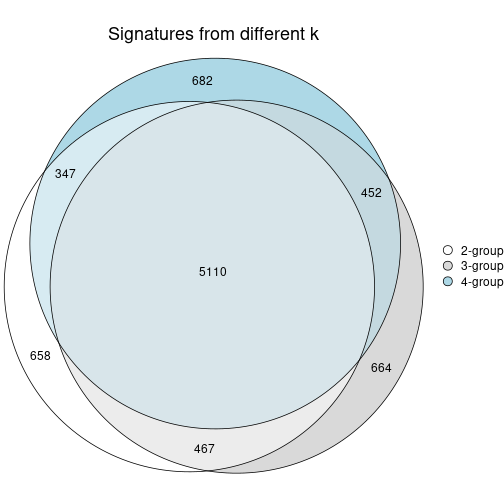 Signatures from different k
682
347
452
5110
2-group
3-group
4-group
658
664
467